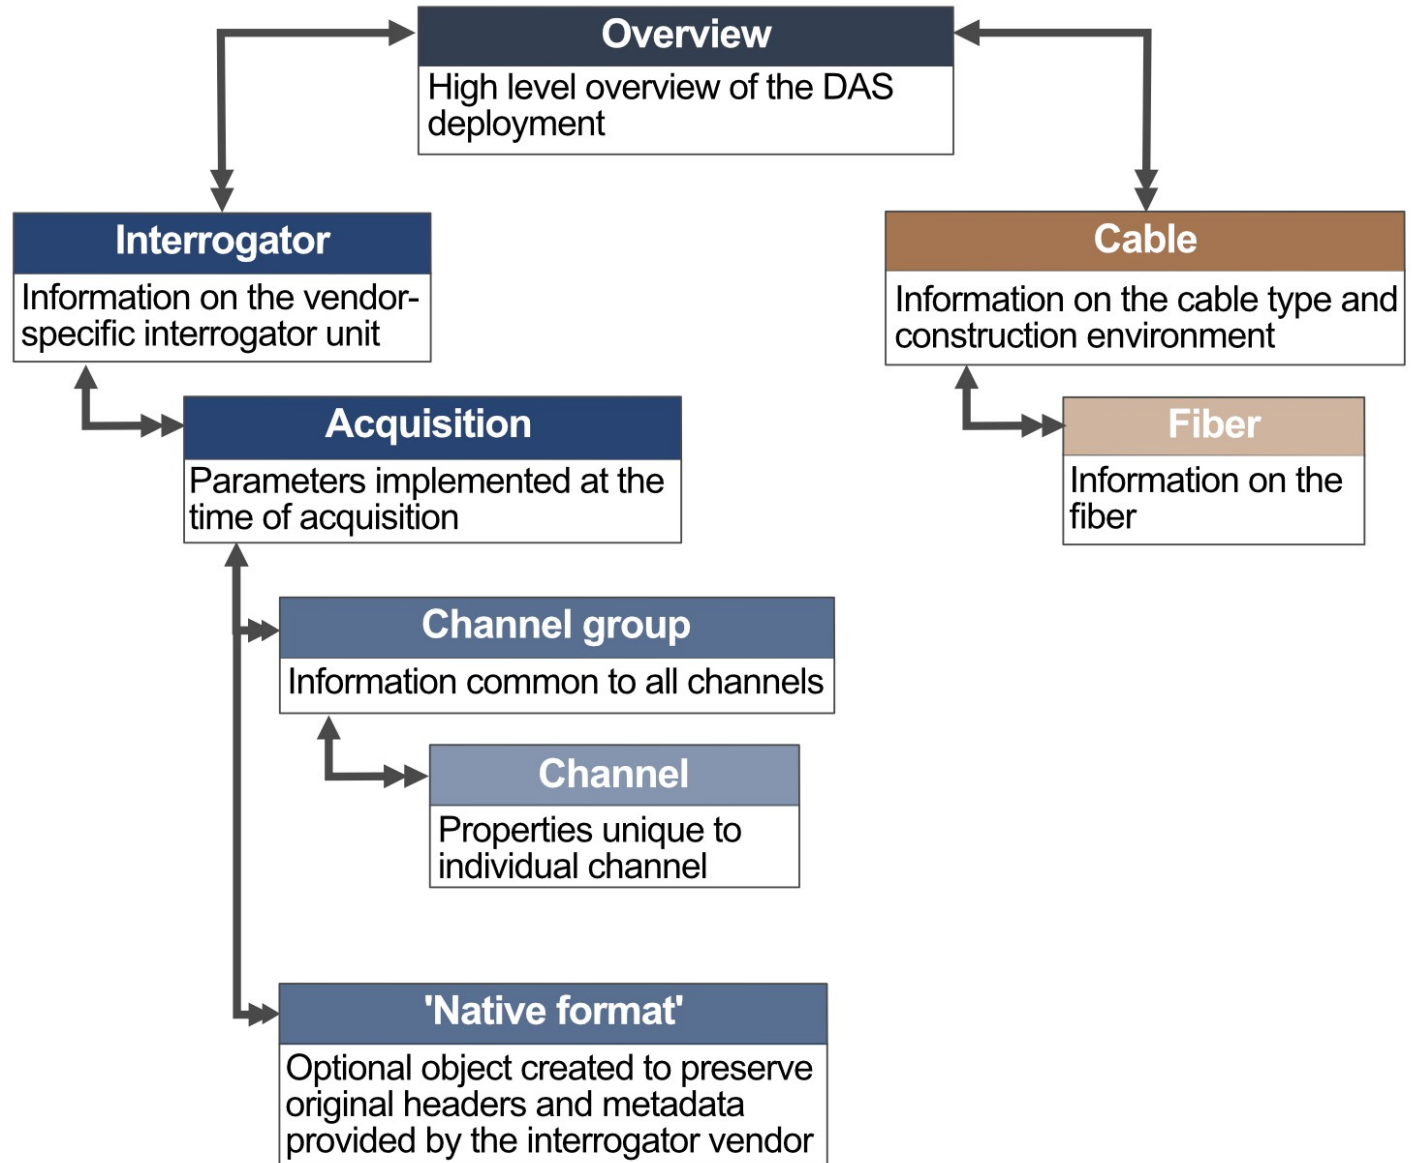 Overview
High level overview of the DAS
deployment
Interrogator
Information on the vendor-
specific interrogator unit
Cable
Information on the cable type and
construction environment
Acquisition
Parameters implemented at the
time of acquisition
Fiber
Information on the
fiber
Channel group
Information common to all channels
Channel
Properties unique to
individual channel
'Native format'
Optional object created to preserve
original headers and metadata
provided by the interrogator vendor